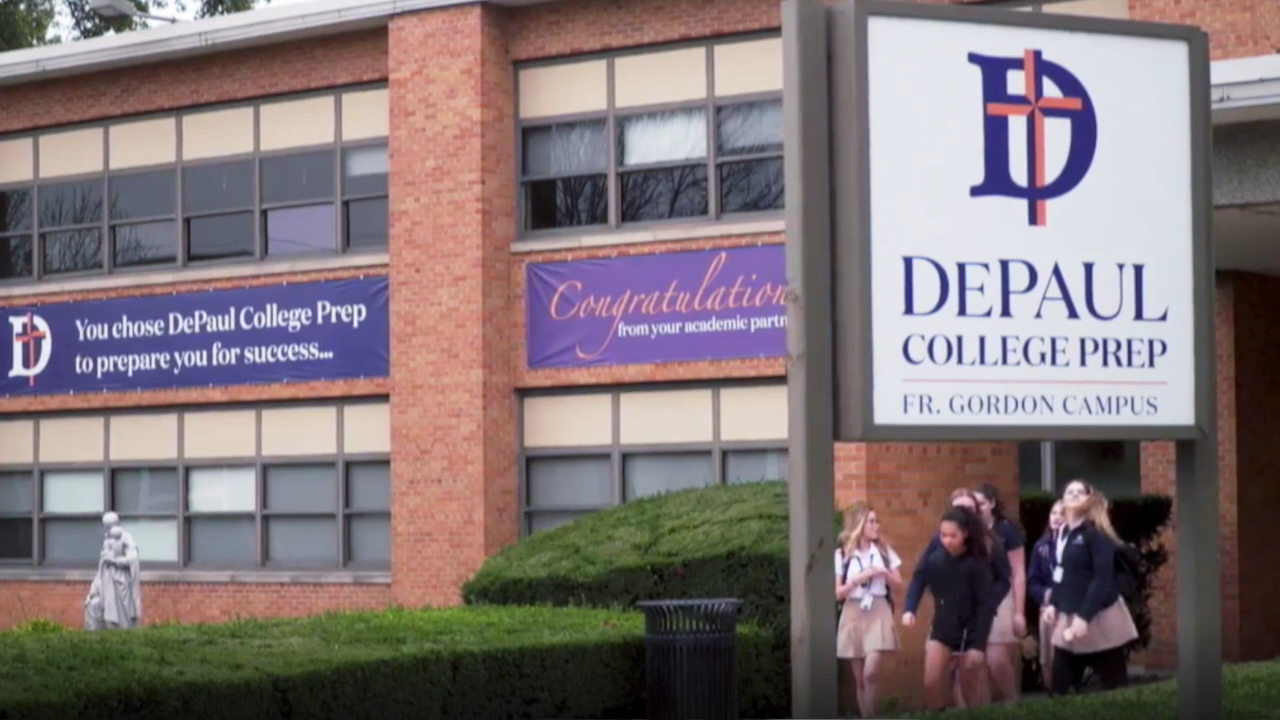 D
You chose DePaul College Prep
to prepare you for success...
Congratulation
from your academic partn
D
DEPAUL
COLLEGE PREP
FR. GORDON CAMPUS